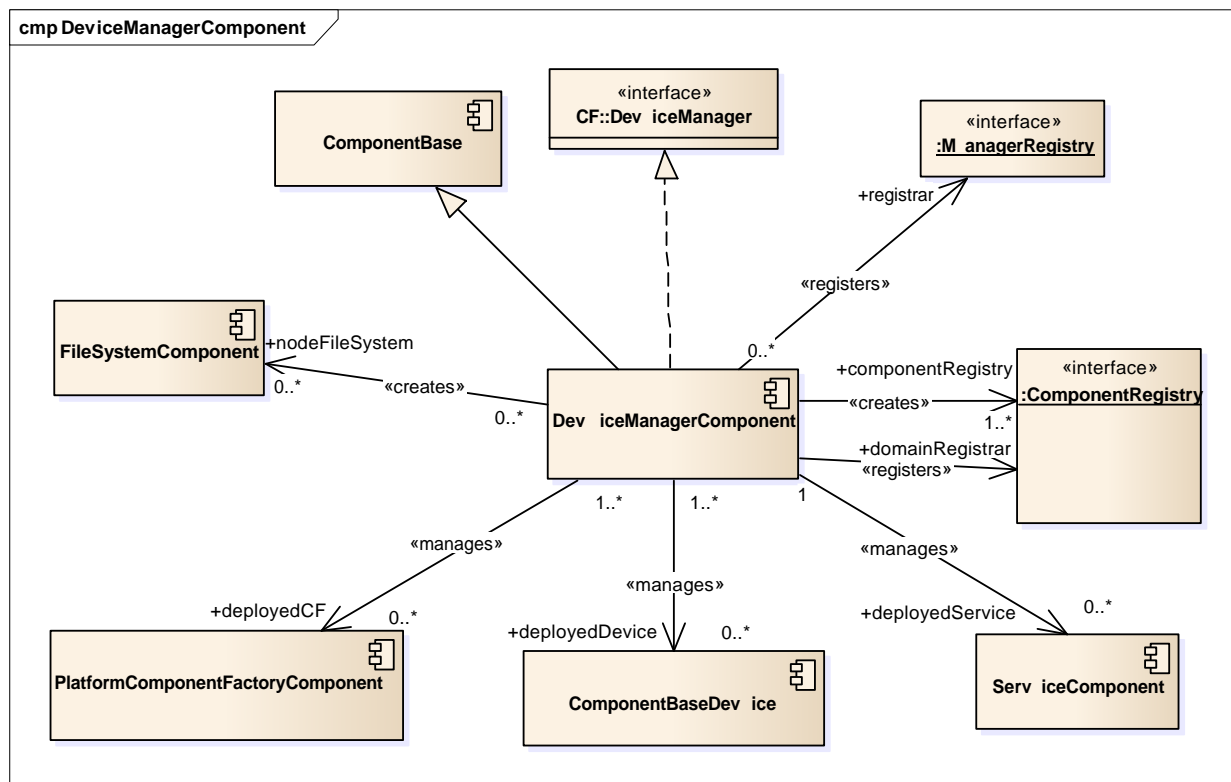 cmp DeviceManagerComponent
«interface»
CF::Dev iceManager
ComponentBase
«interface»
:M anagerRegistry
+registrar
«registers»
0..*
FileSystemComponent
+nodeFileSystem
0..*
«creates»
0..*
Dev iceManagerComponent
+componentRegistry
«creates»
1..*
«interface»
:ComponentRegistry
+domainRegistrar
«registers»
1..*
1..*
1
«manages»
«manages»
«manages»
+deployedCF
0..*
+deployedDevice
0..*
+deployedService
0..*
PlatformComponentFactoryComponent
ComponentBaseDev ice
Serv iceComponent